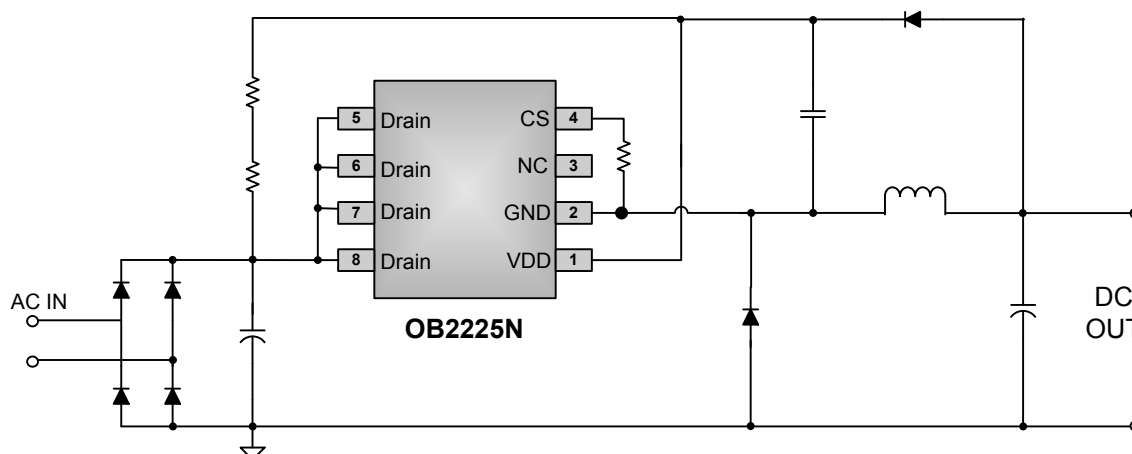 5 Drain CS 4
6 Drain NC 3
7 Drain GND 2
8 Drain VDD 1
AC IN
OB2225N
DC
OUT